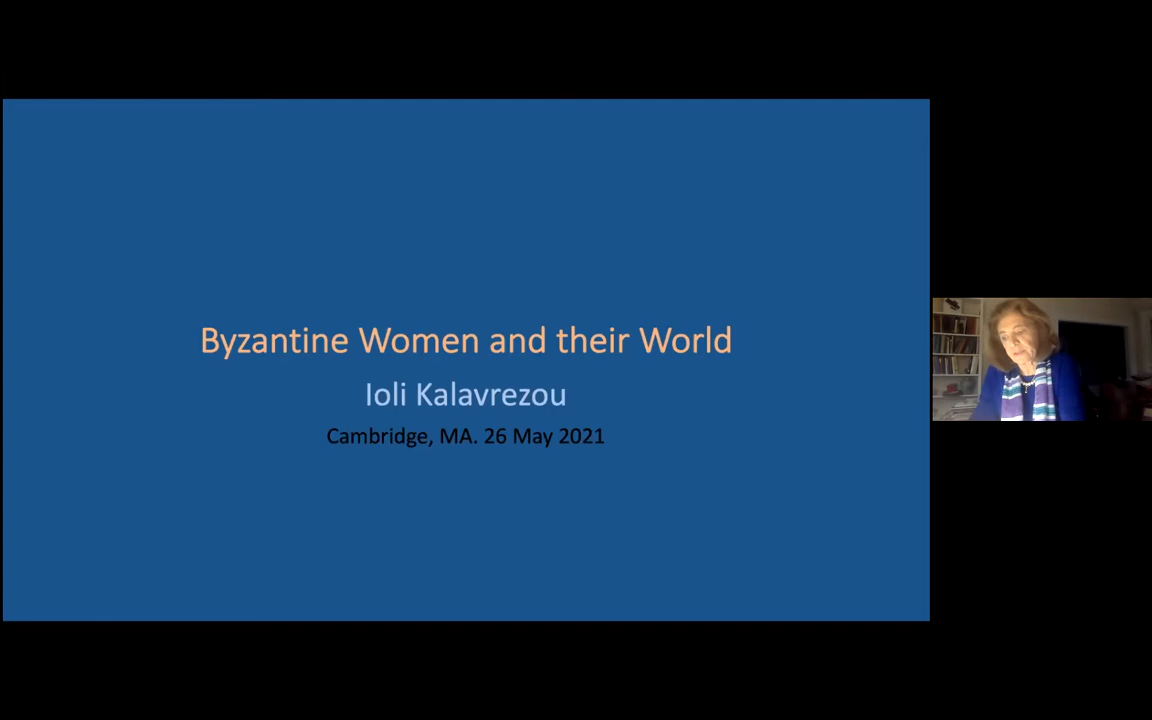 Byzantine Women and their World
Ioli Kalavrezou
Cambridge, MA. 26 May 2021